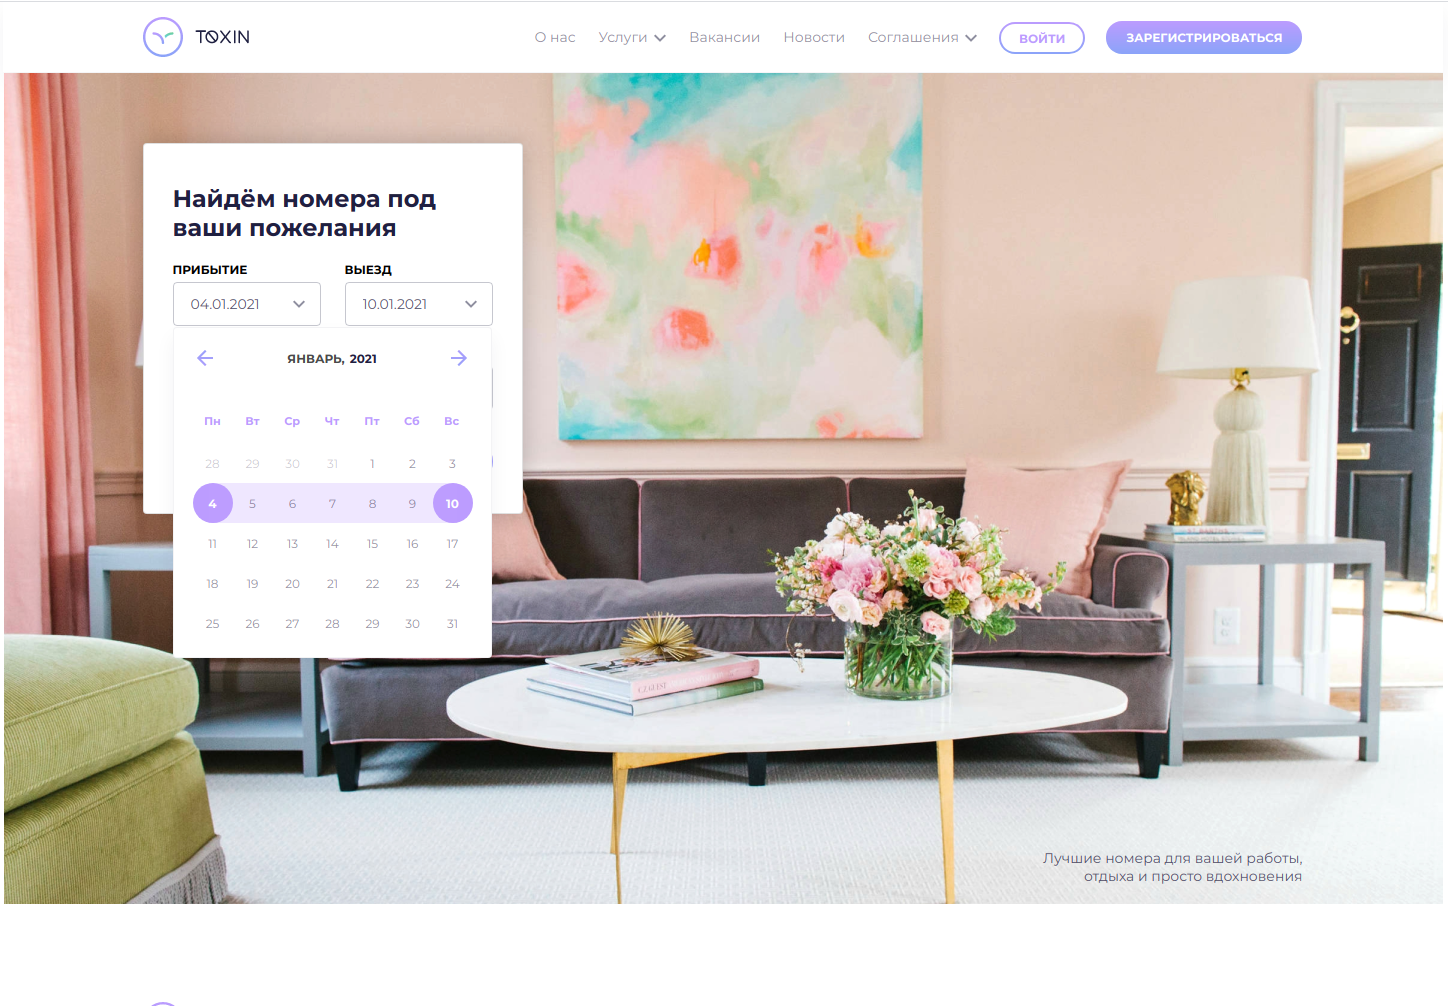 TOXIN
О нас Услуги Вакансии Новости Соглашения ВОЙТИ ЗАРЕГИСТРИРОВАТЬСЯ
Найдём номера под
ваши пожелания
ПРИБЫТИЕ ВЫЕЗД
04.01.2021 10.01.2021
ЯНВАРЬ, 2021
Пн Вт Ср Чт Пт Сб Вс
28 29 30 31 1 2 3
4 5 6 7 8 9 10
11 12 13 14 15 16 17
18 19 20 21 22 23 24
25 26 27 28 29 30 31
Лучшие номера для вашей работы,
отдыха и просто вдохновения